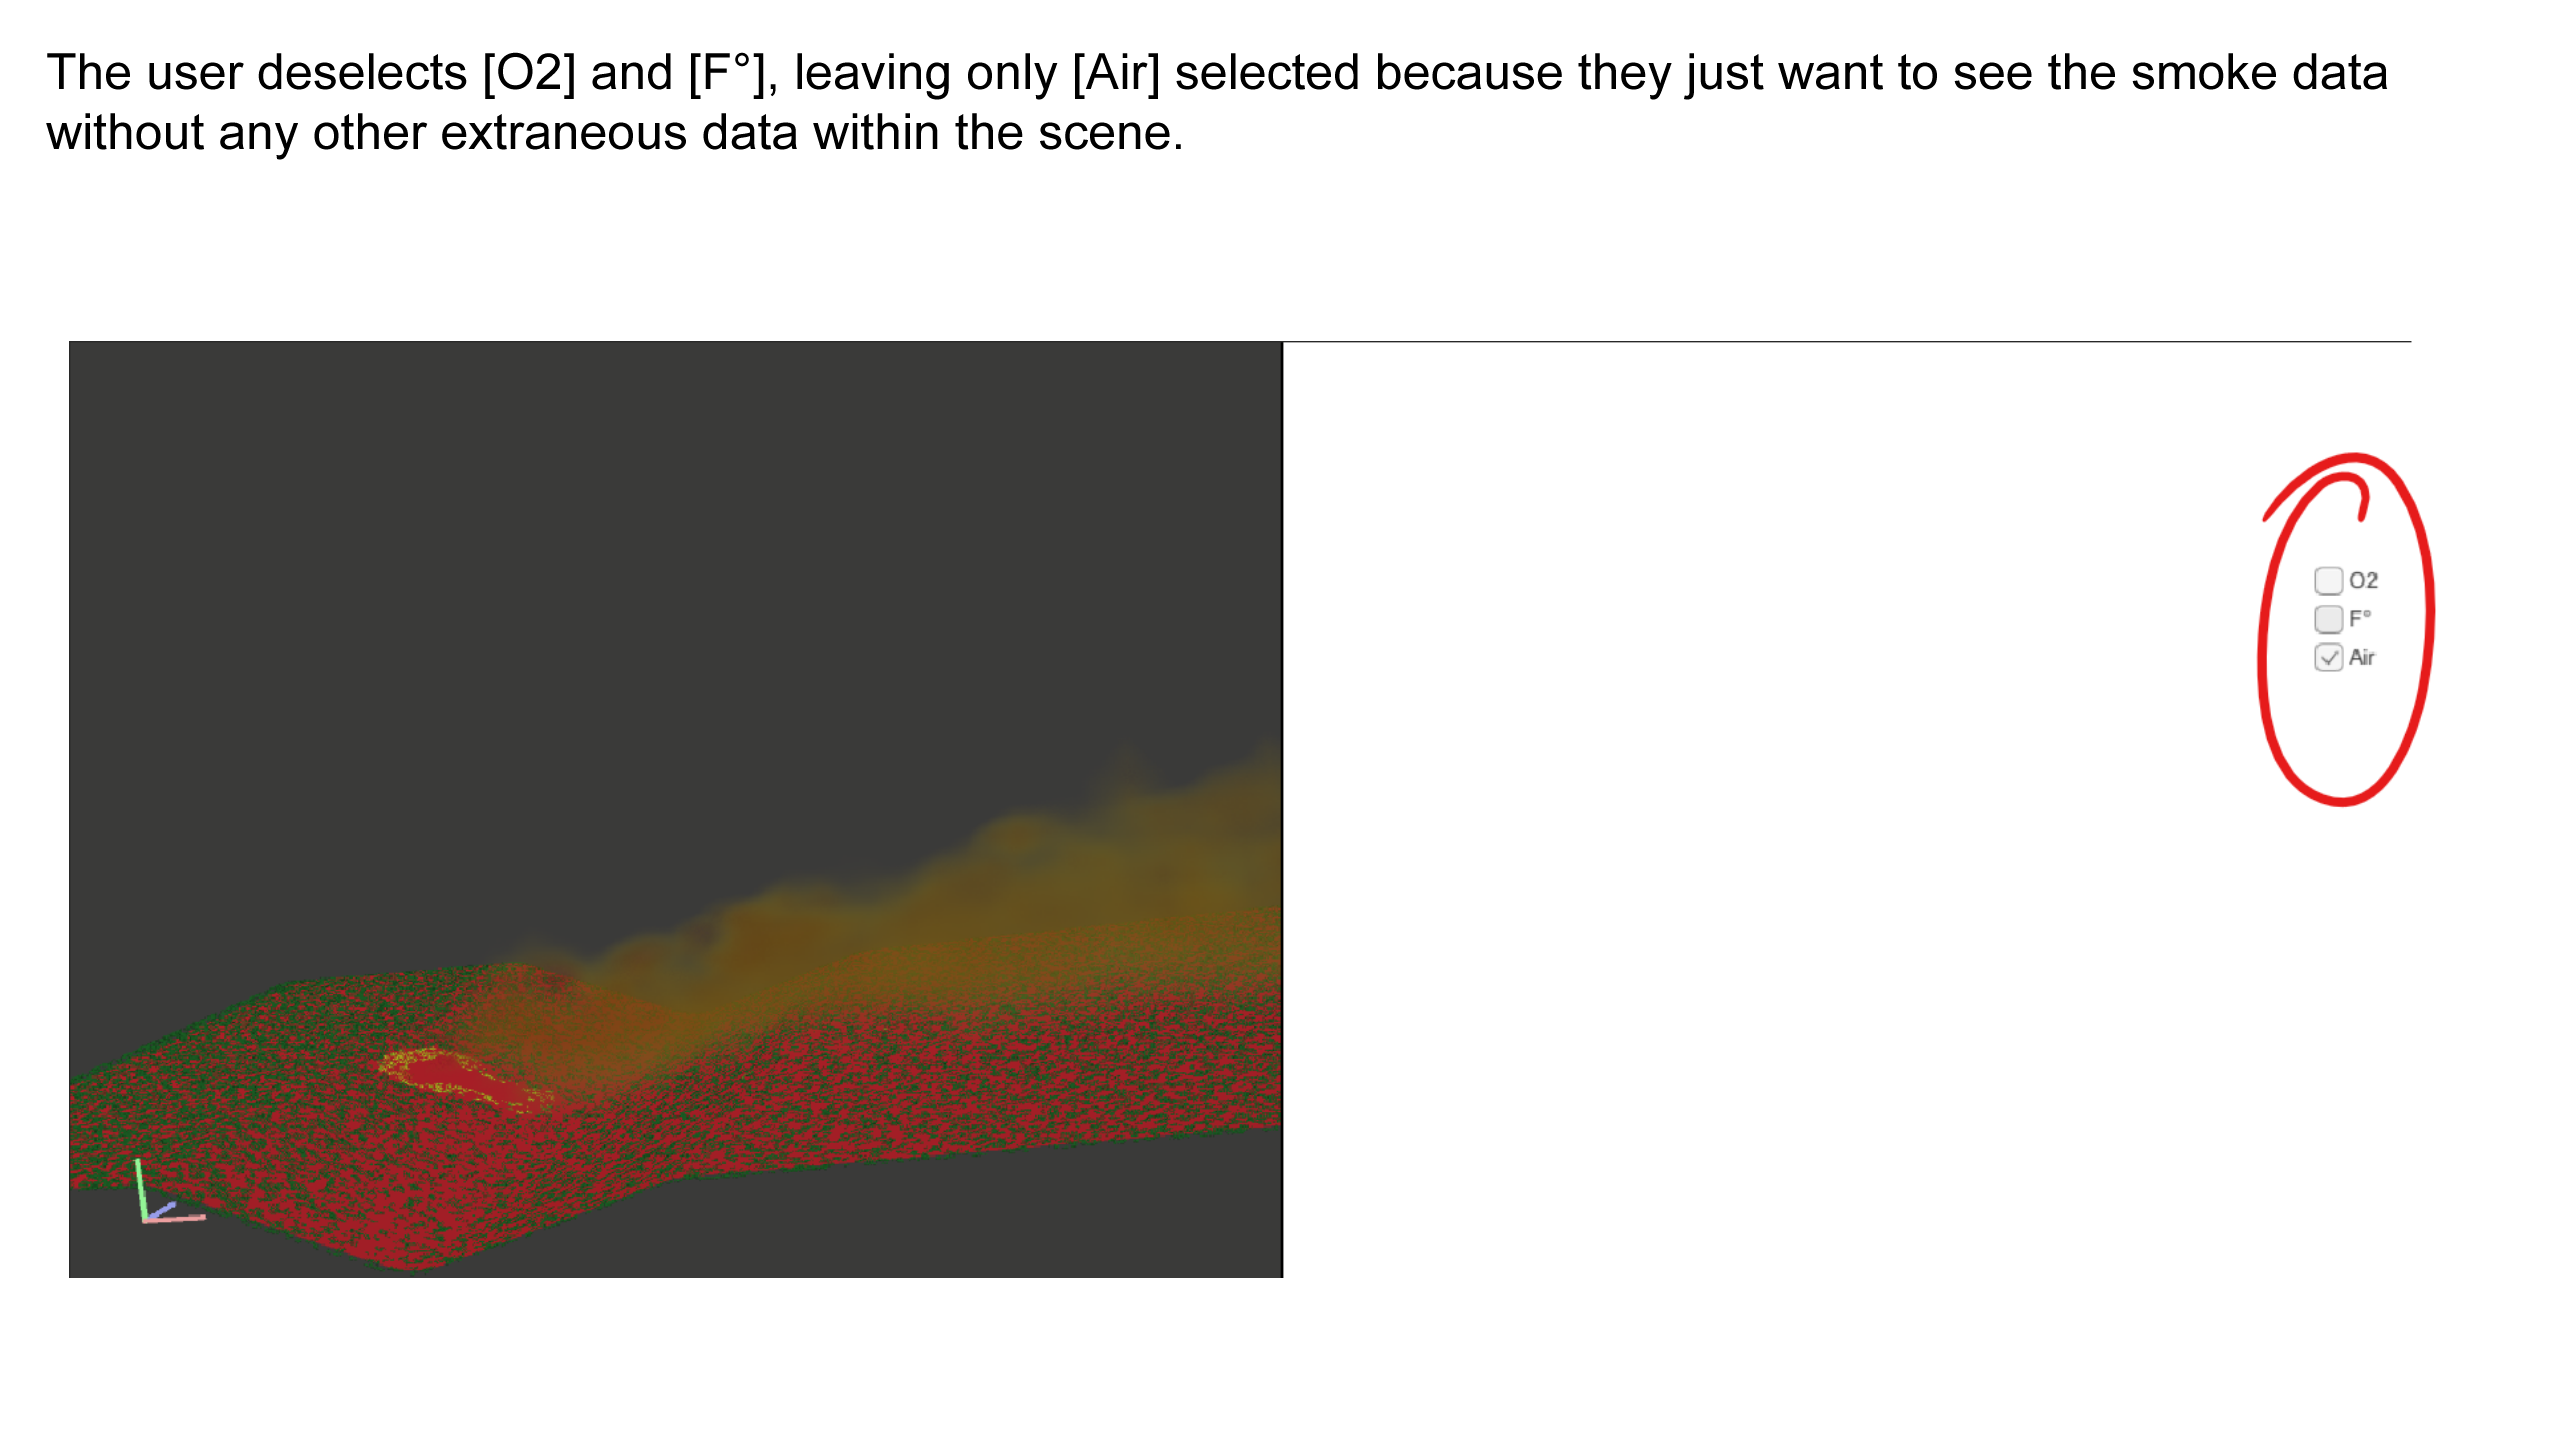 The user deselects [O2] and [F°], leaving only [Air] selected because they just want to see the smoke data
without any other extraneous data within the scene.
O2
F°
Air